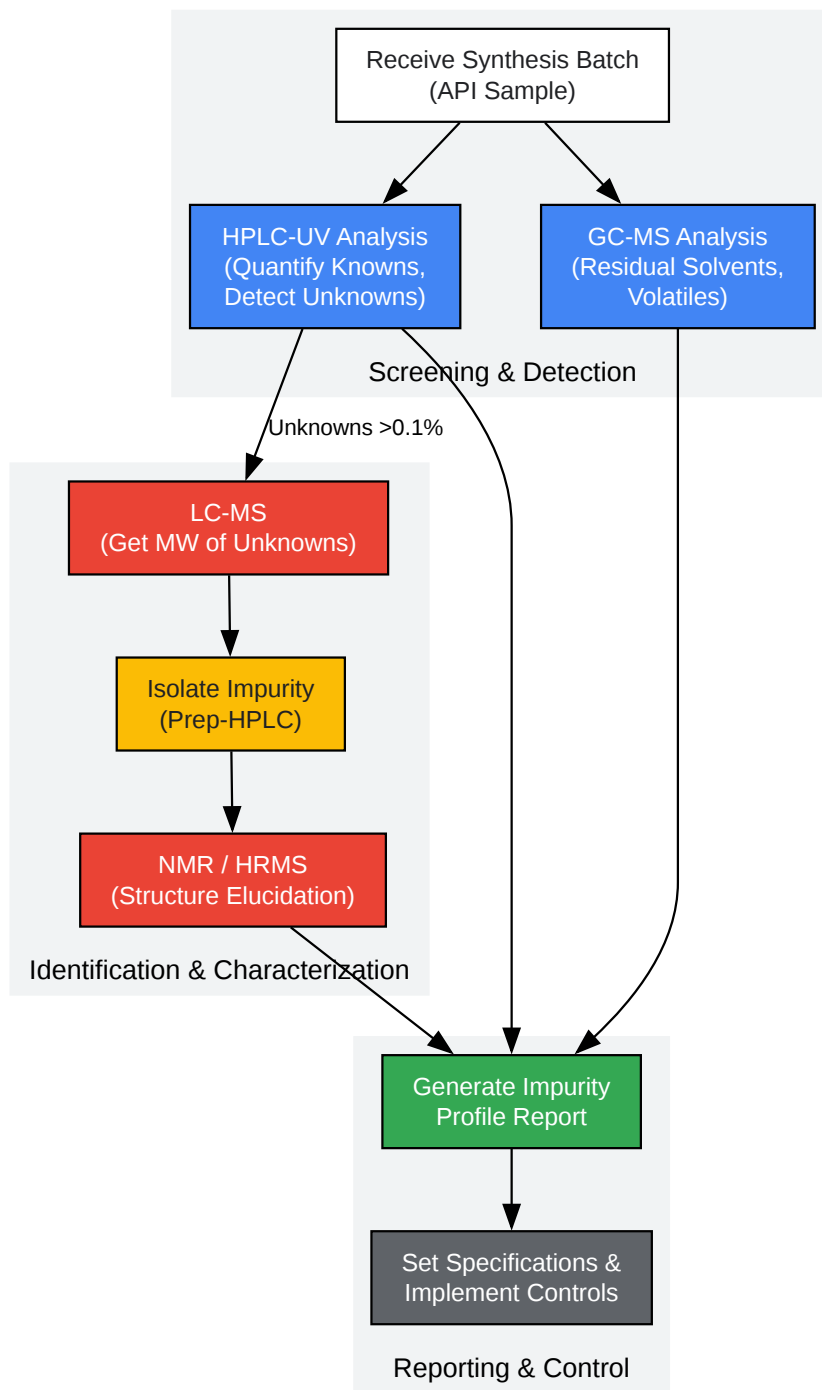 Receive Synthesis Batch
(API Sample)
HPLC-UV Analysis
(Quantify Knowns,
Detect Unknowns)
GC-MS Analysis
(Residual Solvents,
Volatiles)
Screening & Detection
Unknowns >0.1%
LC-MS
(Get MW of Unknowns)
Isolate Impurity
(Prep-HPLC)
NMR / HRMS
(Structure Elucidation)
Identification & Characterization
Generate Impurity
Profile Report
Set Specifications &
Implement Controls
Reporting & Control